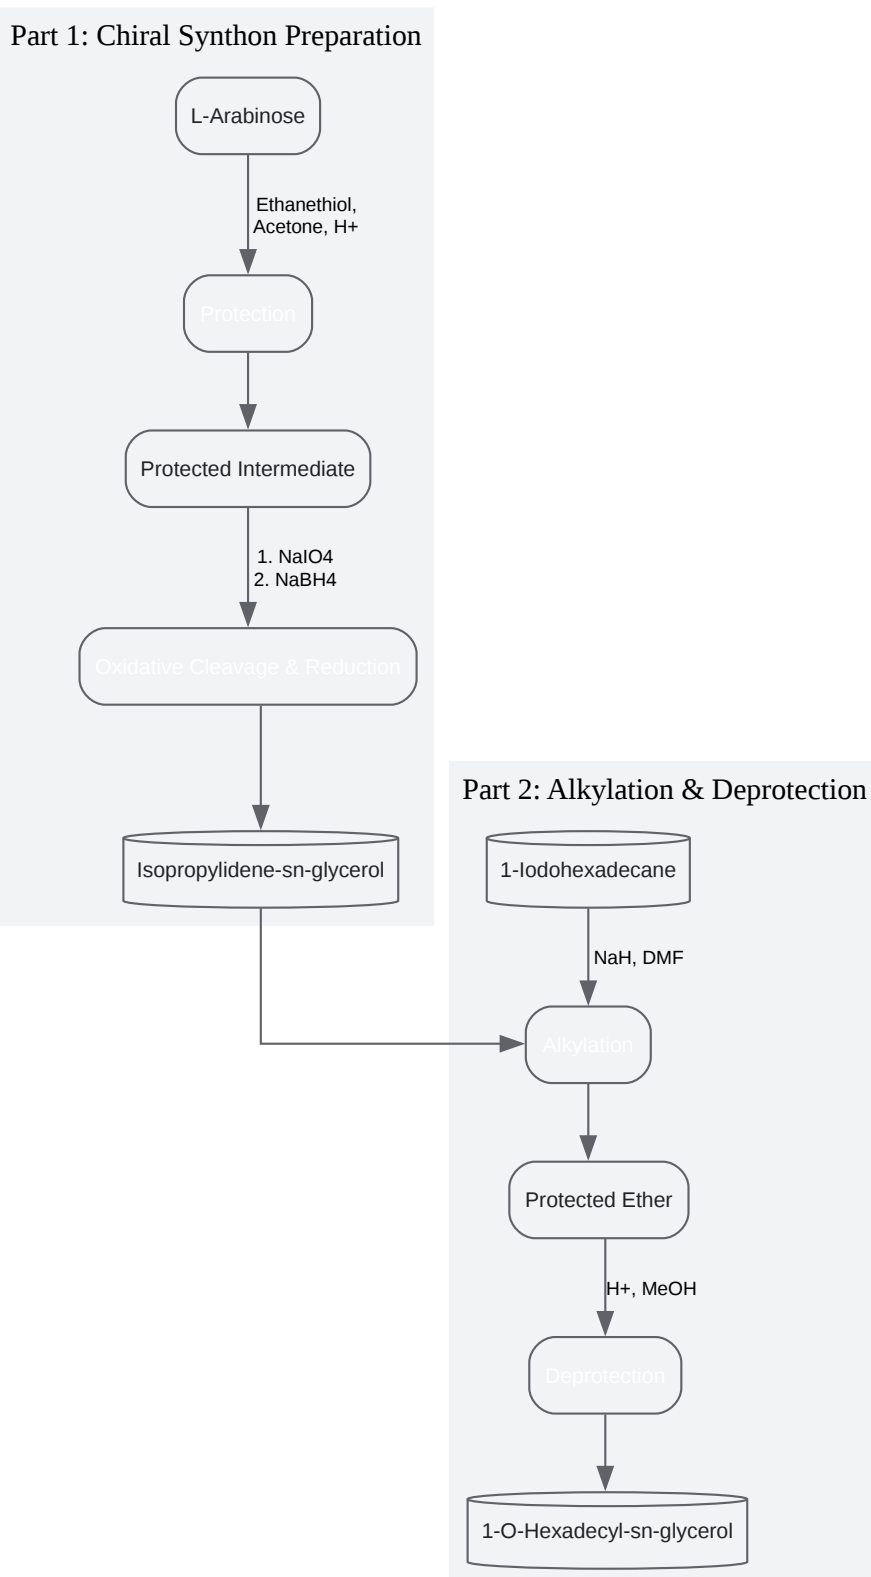 Part 1: Chiral Synthon Preparation
L-Arabinose
Ethanethiol,
Acetone, H+
Protection
Protected Intermediate
1. NaIO4
2. NaBH4
Oxidative Cleavage & Reduction
Isopropylidene-sn-glycerol
Part 2: Alkylation & Deprotection
1-Iodohexadecane
NaH, DMF
Alkylation
Protected Ether
H+, MeOH
Deprotection
1-O-Hexadecyl-sn-glycerol